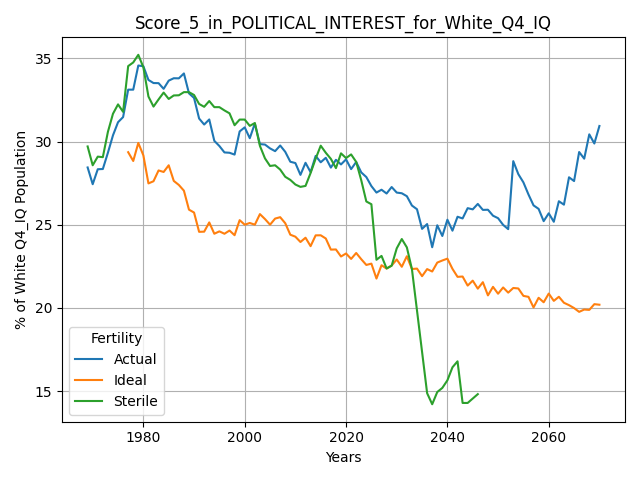 Score_5_in_POLITICAL_INTEREST_for_White_Q4_IQ
% of White Q4_IQ Population
35
30
25
20
15
Fertility
Actual
Ideal
Sterile
1980 2000 2020 2040 2060
Years